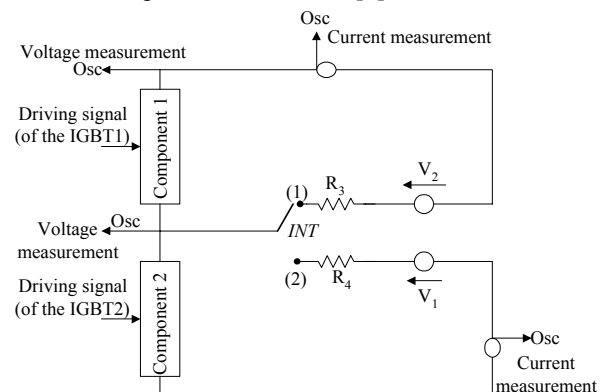 Osc
Current measurement
Voltage measurement
Osc
Driving signal
(of the IGBT1)
Component 1
V2
R3
(1)
Osc
INT
Voltage
measurement
(2)
R4
V1
Driving signal
(of the IGBT2)
Component 2
Osc
Current
measurement